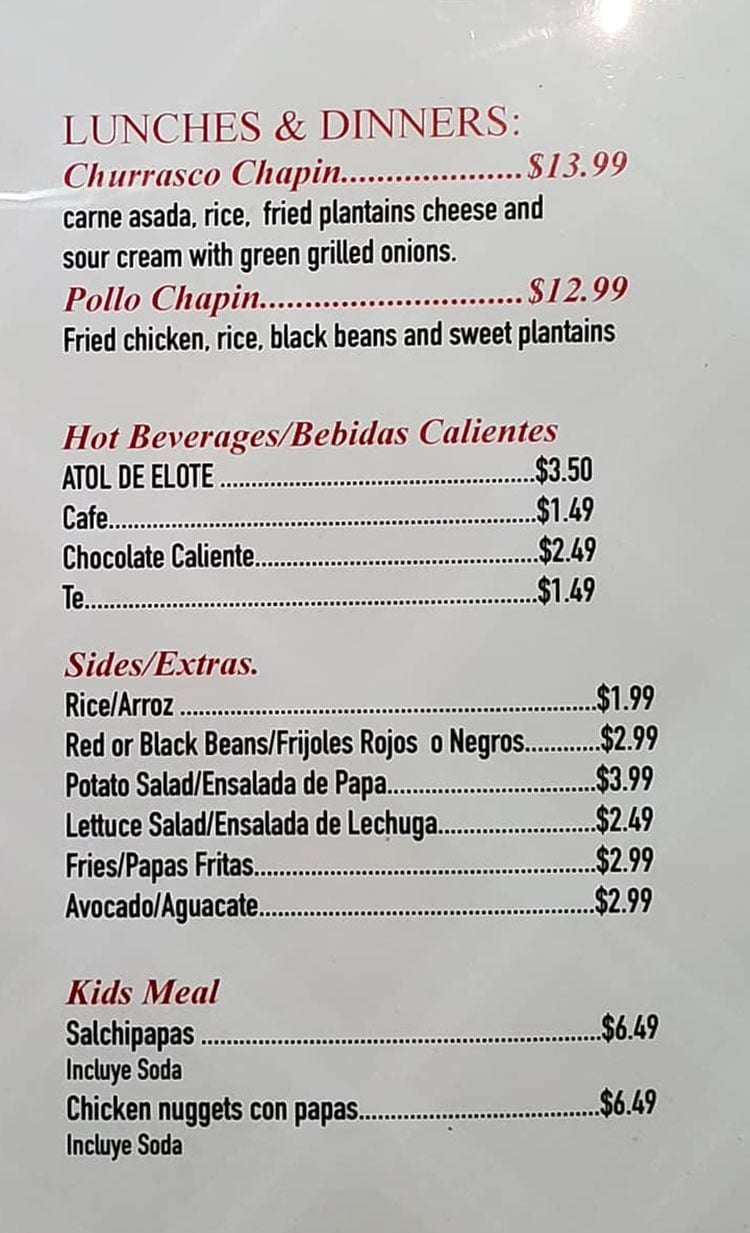 LUNCHES & DINNERS:
Churrasco Chapin.....................$13.99
carne asada, rice, fried plantains cheese and
sour cream with green grilled onions.
Pollo Chapin..............................$12.99
Fried chicken, rice, black beans and sweet plantains
Hot Beverages/Bebidas Calientes
ATOL DE ELOTE ................................................$3.50
Cafe.................................................................$1.49
Chocolate Caliente...........................................$2.49
Te.....................................................................$1.49
Sides/Extras.
Rice/Arroz ...............................................................$1.99
Red or Black Beans/Frijoles Rojos o Negros............$2.99
Potato Salad/Ensalada de Papa................................$3.99
Lettuce Salad/Ensalada de Lechuga........................$2.49
Fries/Papas Fritas....................................................$2.99
Avocado/Aguacate...................................................$2.99
Kids Meal
Salchipapas .............................................................$6.49
Incluye Soda
Chicken nuggets con papas.....................................$6.49
Incluye Soda